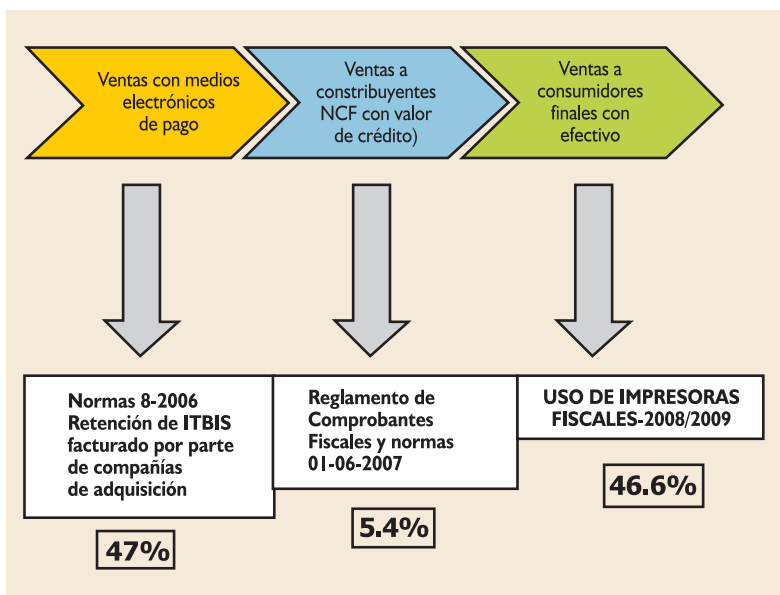 Ventas con medios
electrónicos
de pago
Ventas a
constribuyentes
NCF con valor
de crédito)
Ventas a
consumidores
finales con
efectivo
Normas 8-2006
Retención de ITBIS
facturado por parte
de compañías
de adquisición
47%
Reglamento de
Comprobantes
Fiscales y normas
01-06-2007
5.4%
USO DE IMPRESORAS
FISCALES-2008/2009
46.6%